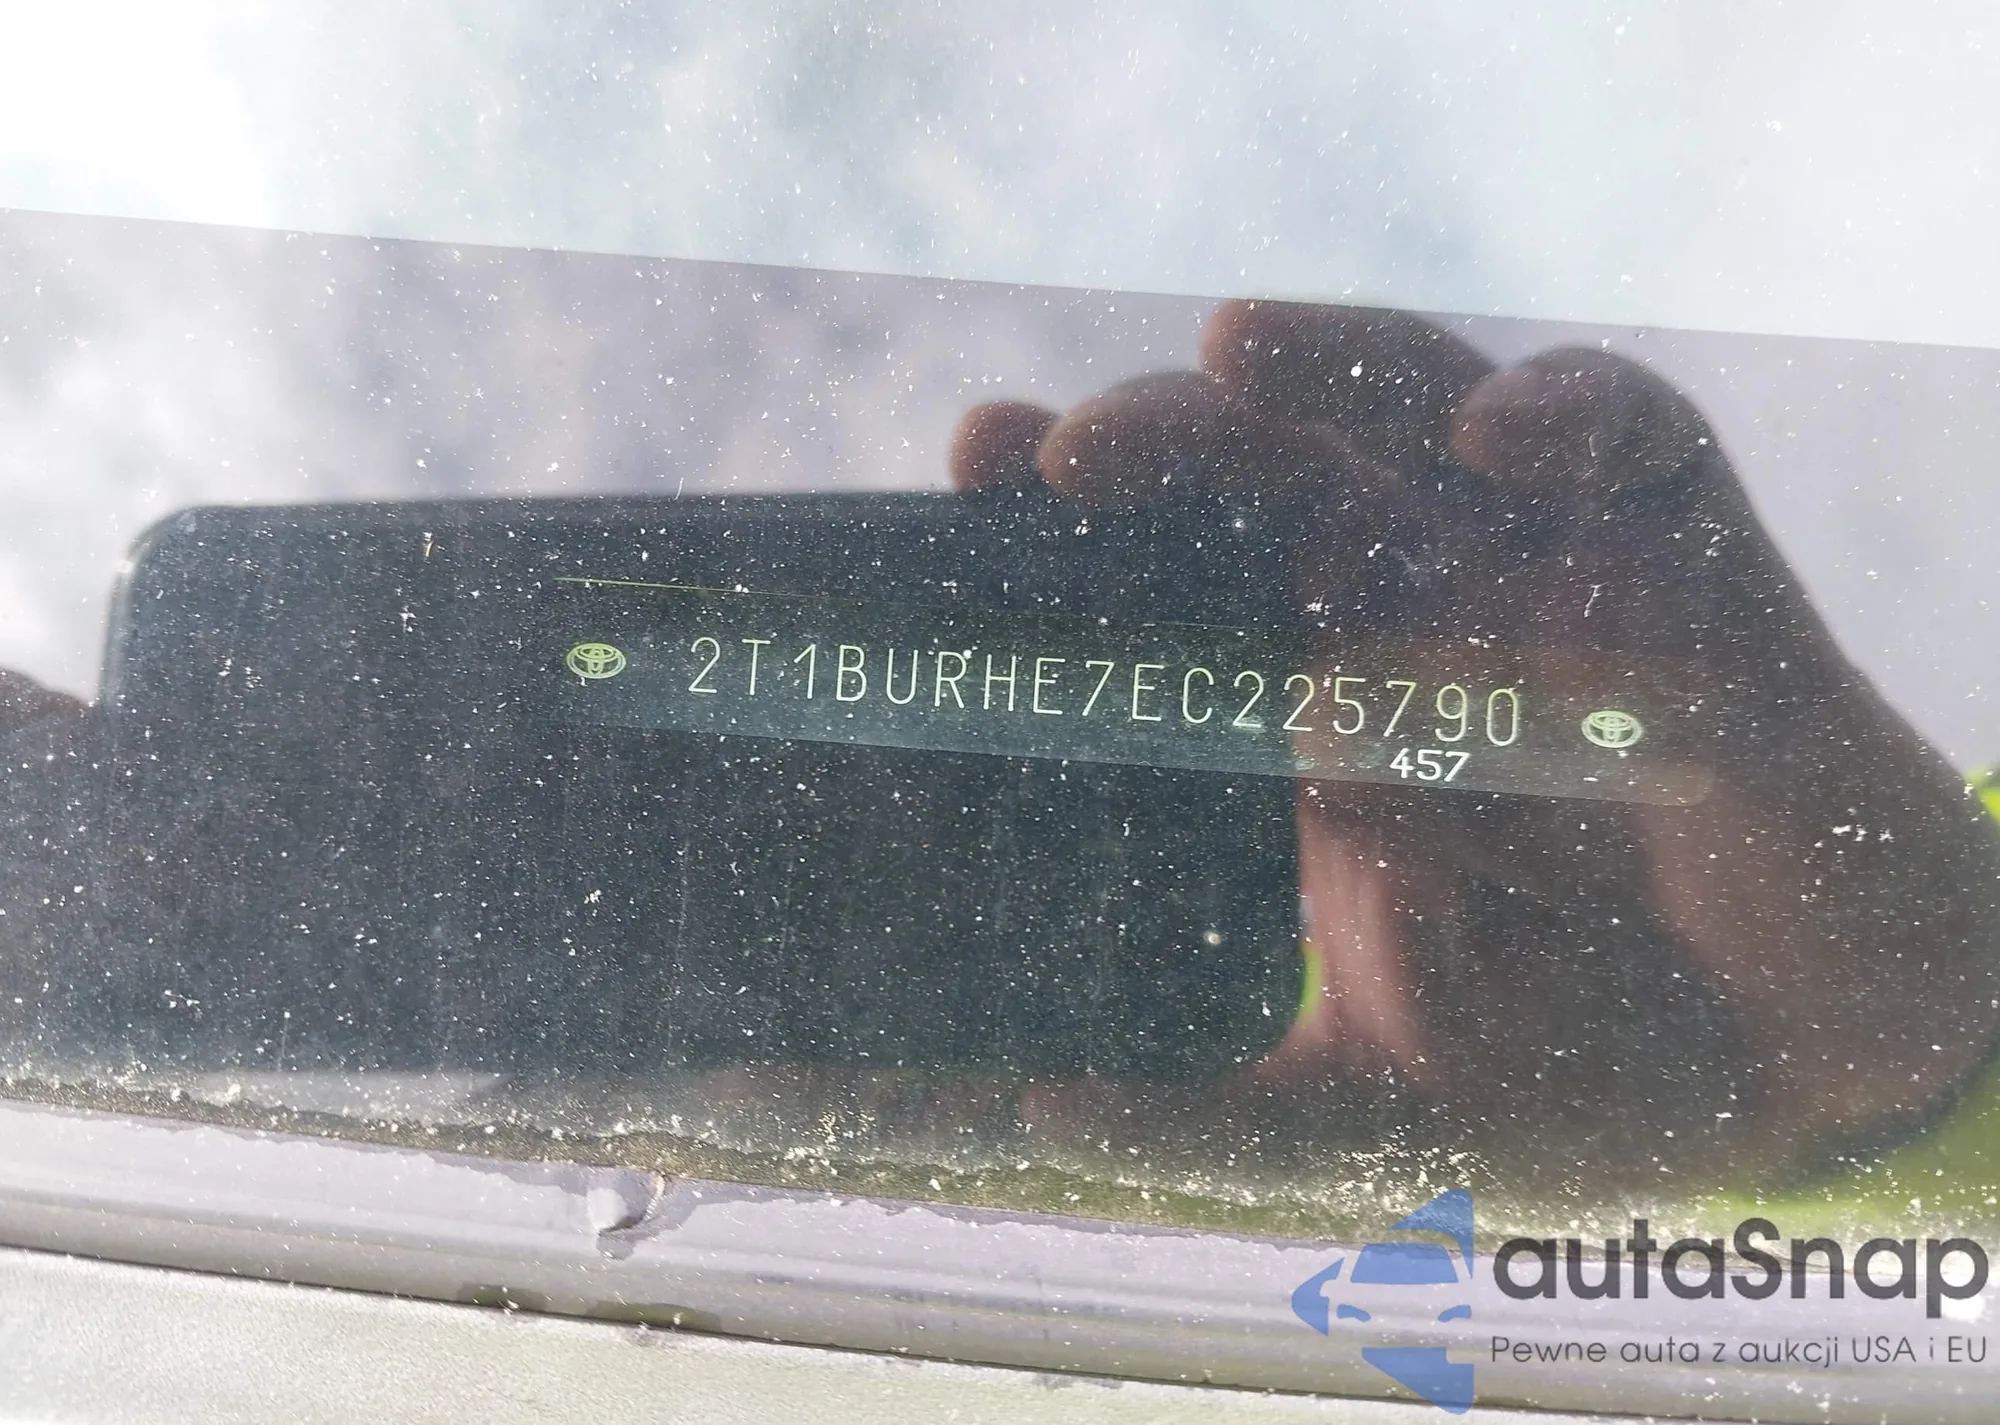 2T1BURHE7EC225790
457
autaSnap
Pewne auta z aukcji USA i EU